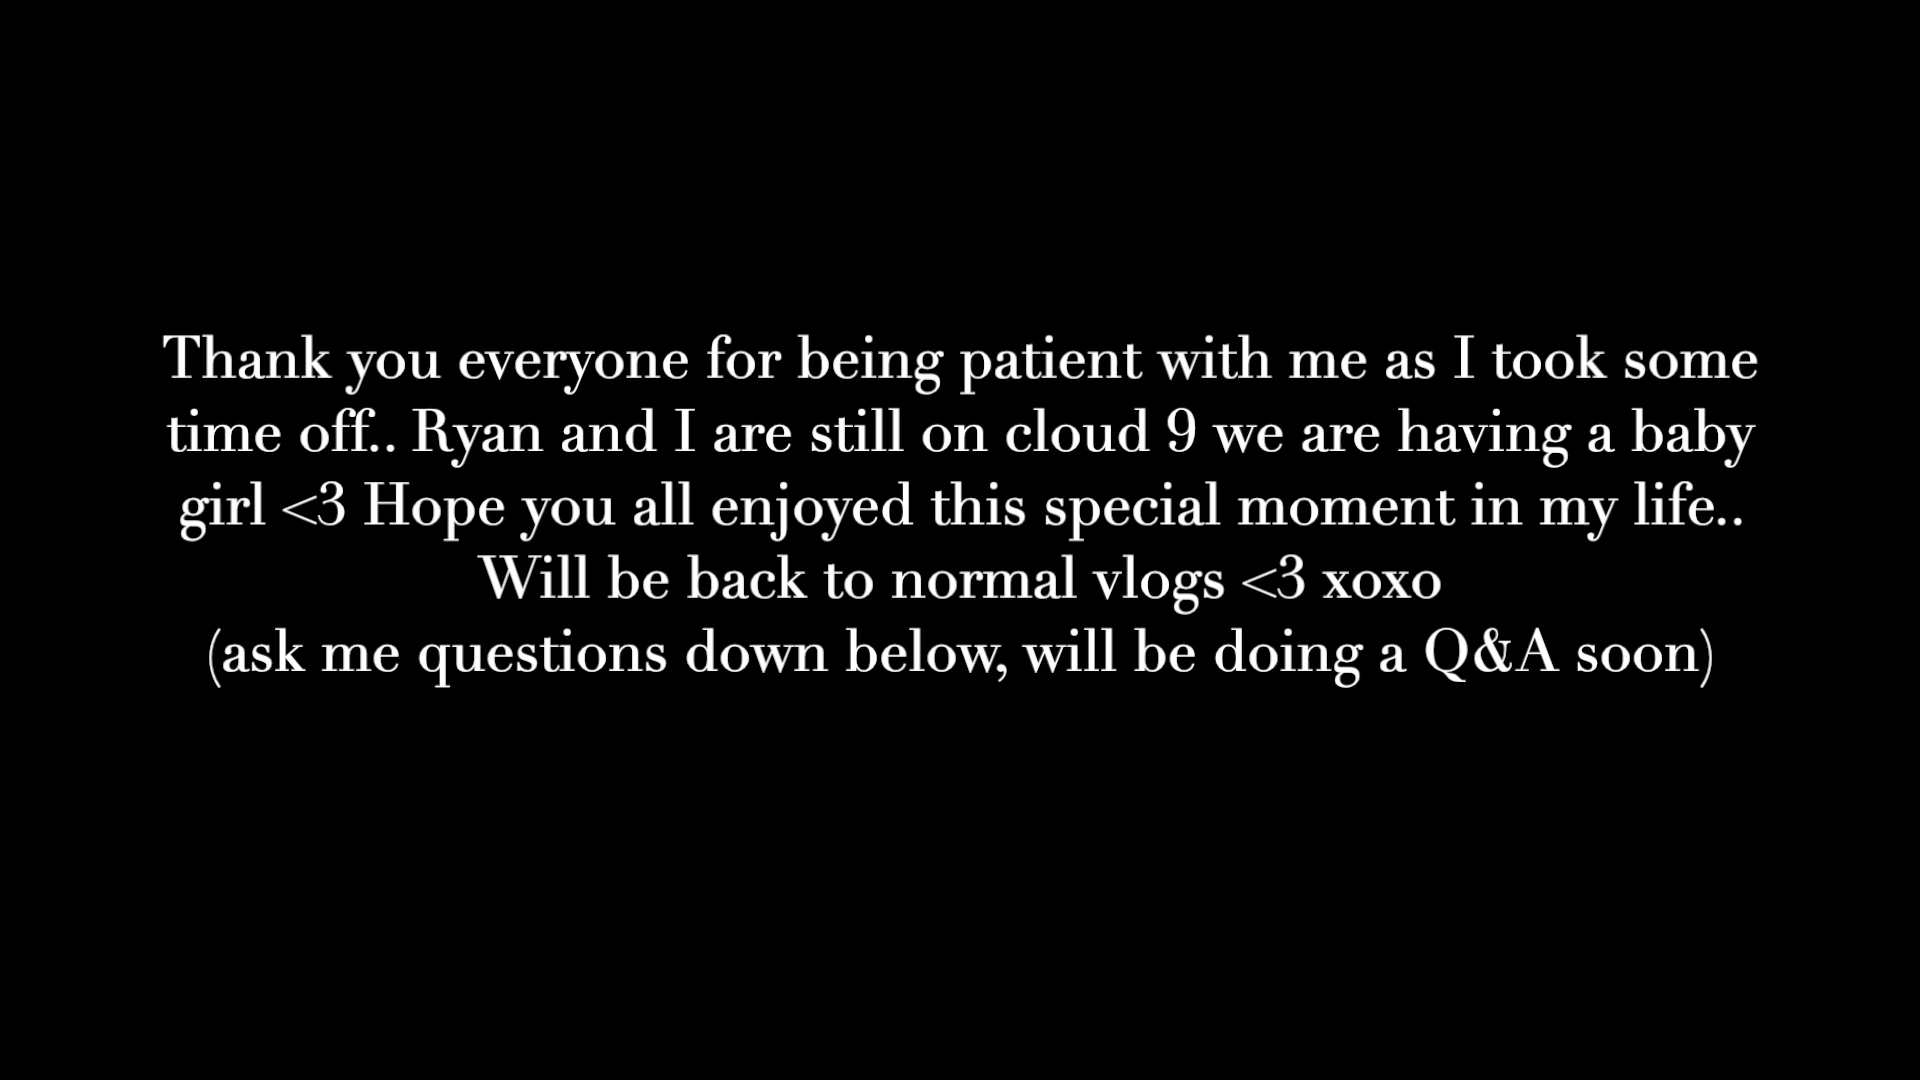 Thank you everyone for being patient with me as I took some
time off.. Ryan and I are still on cloud 9 we are having a baby
girl <3 Hope you all enjoyed this special moment in my life..
Will be back to normal vlogs <3 xoxo
(ask me questions down below, will be doing a Q&A soon)